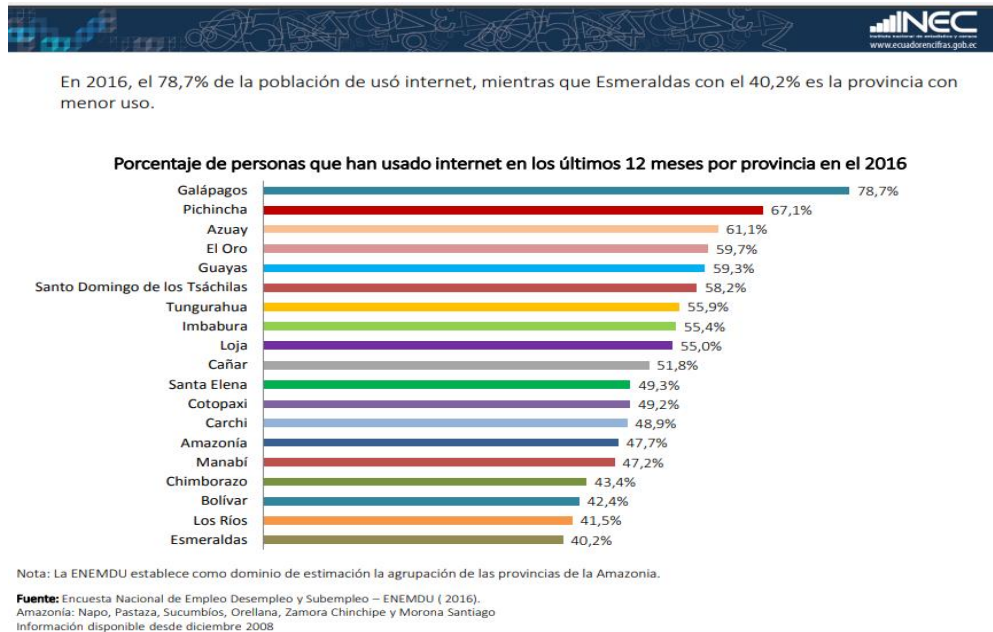 INEC
instituto nacional de estadística y censos
www.ecuadorencifras.gob.ec
En 2016, el 78,7% de la población de usó internet, mientras que Esmeraldas con el 40,2% es la provincia con
menor uso.
Porcentaje de personas que han usado internet en los últimos 12 meses por provincia en el 2016
Galápagos 78,7%
Pichincha 67,1%
Azuay 61,1%
El Oro 59,7%
Guayas 59,3%
Santo Domingo de los Tsáchilas 58,2%
Tungurahua 55,9%
Imbabura 55,4%
Loja 55,0%
Cañar 51,8%
Santa Elena 49,3%
Cotopaxi 49,2%
Carchi 48,9%
Amazonía 47,7%
Manabí 47,2%
Chimborazo 43,4%
Bolívar 42,4%
Los Ríos 41,5%
Esmeraldas 40,2%
Nota: La ENEMDU establece como dominio de estimación la agrupación de las provincias de la Amazonia.
Fuente: Encuesta Nacional de Empleo Desempleo y Subempleo – ENEMDU ( 2016).
Amazonía: Napo, Pastaza, Sucumbíos, Orellana, Zamora Chinchipe y Morona Santiago
Información disponible desde diciembre 2008